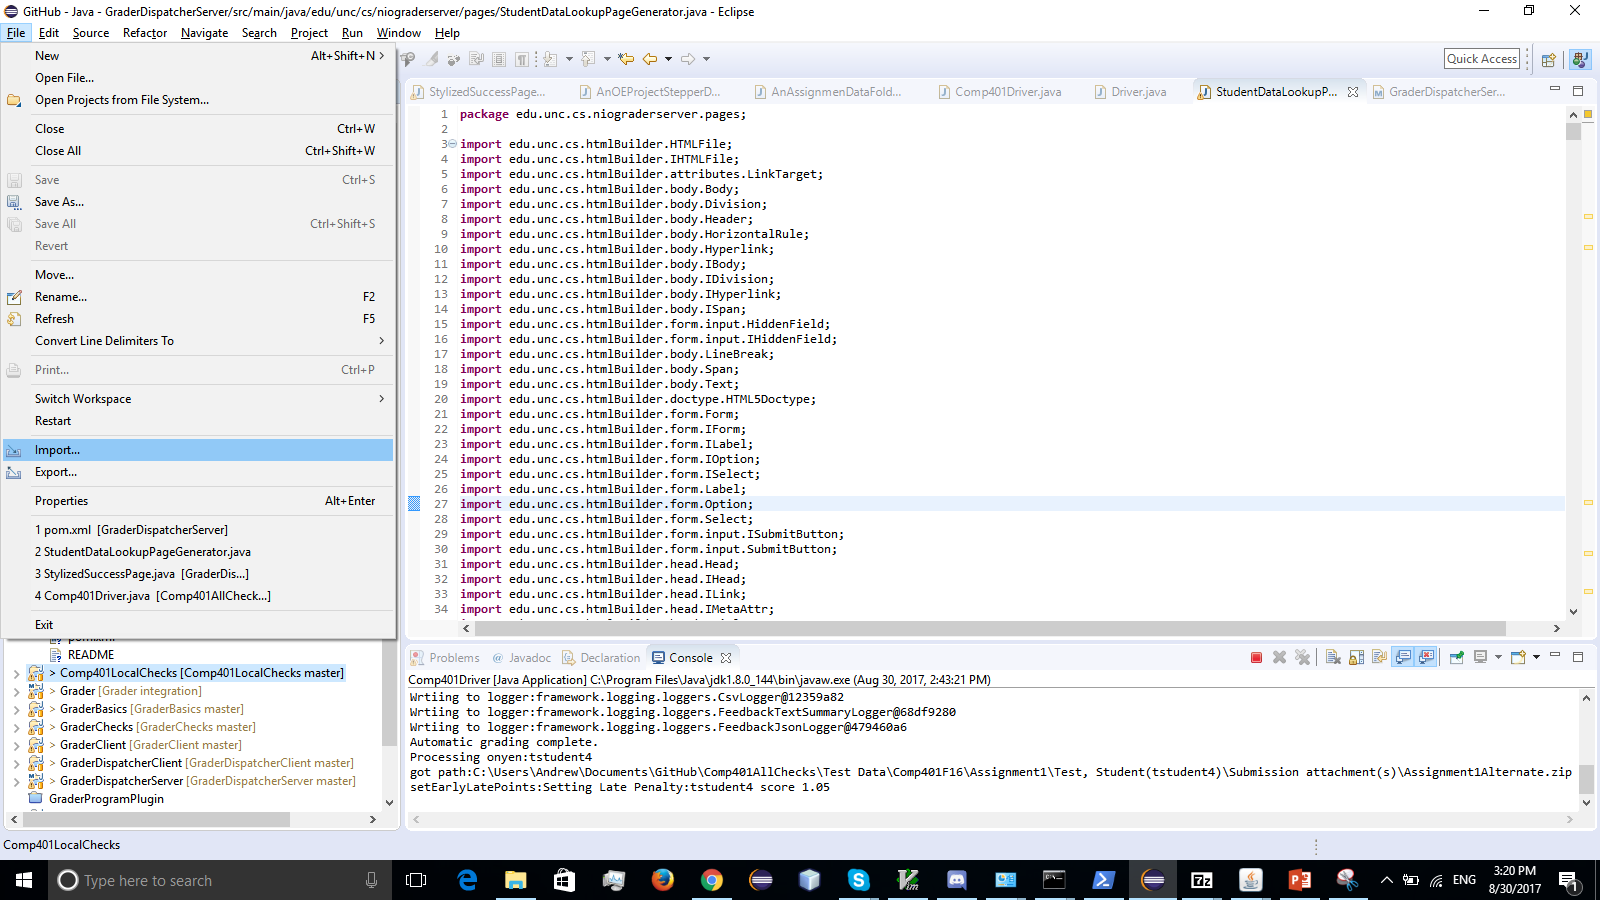 GitHub - Java - GraderDispatcherServer/src/main/java/edu/unc/cs/niograderserver/pages/StudentDataLookupPageGenerator.java - Eclipse
File Edit Source Refactor Navigate Search Project Run Window Help
New Alt+Shift+N >
Open File...
Open Projects from File System...
Close Ctrl+W
Close All Ctrl+Shift+W
Save Ctrl+S
Save As...
Save All Ctrl+Shift+S
Revert
Move...
Rename... F2
Refresh F5
Convert Line Delimiters To >
Print... Ctrl+P
Switch Workspace >
Restart
Import...
Export...
Properties Alt+Enter
1 pom.xml [GraderDispatcherServer]
2 StudentDataLookupPageGenerator.java
3 StylizedSuccessPage.java [GraderDis...]
4 Comp401Driver.java [Comp401AllCheck...]
Exit
README
> Comp401LocalChecks [Comp401LocalChecks master]
> Grader [Grader integration]
> GraderBasics [GraderBasics master]
> GraderChecks [GraderChecks master]
> GraderClient [GraderClient master]
> GraderDispatcherClient [GraderDispatcherClient master]
> GraderDispatcherServer [GraderDispatcherServer master]
GraderProgramPlugin
Comp401LocalChecks
Quick Access
StylizedSuccessPage... AnOEProjectStepperD... AnAssignmenDataFold... Comp401Driver.java Driver.java StudentDataLookupP... GraderDispatcherSer...
1 package edu.unc.cs.niograderserver.pages;
2
3 import edu.unc.cs.htmlBuilder.HTMLFile;
4 import edu.unc.cs.htmlBuilder.IHTMLFile;
5 import edu.unc.cs.htmlBuilder.attributes.LinkTarget;
6 import edu.unc.cs.htmlBuilder.body.Body;
7 import edu.unc.cs.htmlBuilder.body.Division;
8 import edu.unc.cs.htmlBuilder.body.Header;
9 import edu.unc.cs.htmlBuilder.body.HorizontalRule;
10 import edu.unc.cs.htmlBuilder.body.Hyperlink;
11 import edu.unc.cs.htmlBuilder.body.IBody;
12 import edu.unc.cs.htmlBuilder.body.IDivision;
13 import edu.unc.cs.htmlBuilder.body.IHyperlink;
14 import edu.unc.cs.htmlBuilder.body.ISpan;
15 import edu.unc.cs.htmlBuilder.form.input.HiddenField;
16 import edu.unc.cs.htmlBuilder.form.input.IHiddenField;
17 import edu.unc.cs.htmlBuilder.body.LineBreak;
18 import edu.unc.cs.htmlBuilder.body.Span;
19 import edu.unc.cs.htmlBuilder.body.Text;
20 import edu.unc.cs.htmlBuilder.doctype.HTML5Doctype;
21 import edu.unc.cs.htmlBuilder.form.Form;
22 import edu.unc.cs.htmlBuilder.form.IForm;
23 import edu.unc.cs.htmlBuilder.form.ILabel;
24 import edu.unc.cs.htmlBuilder.form.IOption;
25 import edu.unc.cs.htmlBuilder.form.ISelect;
26 import edu.unc.cs.htmlBuilder.form.Label;
27 import edu.unc.cs.htmlBuilder.form.Option;
28 import edu.unc.cs.htmlBuilder.form.Select;
29 import edu.unc.cs.htmlBuilder.form.input.ISubmitButton;
30 import edu.unc.cs.htmlBuilder.form.input.SubmitButton;
31 import edu.unc.cs.htmlBuilder.head.Head;
32 import edu.unc.cs.htmlBuilder.head.IHead;
33 import edu.unc.cs.htmlBuilder.head.ILink;
34 import edu.unc.cs.htmlBuilder.head.IMetaAttr;
Problems Javadoc Declaration Console
Comp401Driver [Java Application] C:\Program Files\Java\jdk1.8.0_144\bin\javaw.exe (Aug 30, 2017, 2:43:21 PM)
Wrtiing to logger:framework.logging.loggers.CsvLogger@12359a82
Wrtiing to logger:framework.logging.loggers.FeedbackTextSummaryLogger@68df9280
Wrtiing to logger:framework.logging.loggers.FeedbackJsonLogger@479460a6
Automatic grading complete.
Processing onyen:tstudent4
got path:C:\Users\Andrew\Documents\GitHub\Comp401AllChecks\Test Data\Comp401F16\Assignment1\Test, Student(tstudent4)\Submission attachment(s)\Assignment1Alternate.zip
setEarlyLatePoints:Setting Late Penalty:tstudent4 score 1.05
Type here to search
ENG
3:20 PM
8/30/2017
1